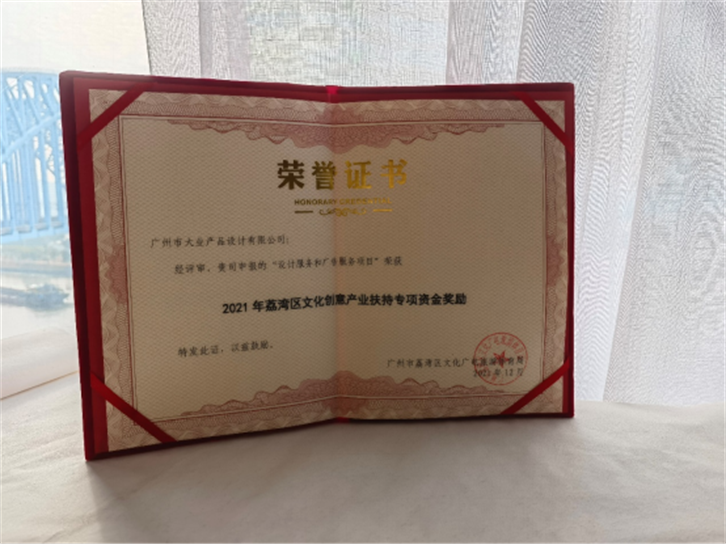 荣誉证书
HONORARY CERTIFICATE
广州市大业产品设计有限公司：
经评审，贵司申报的“设计服务和广告服务项目”荣获
2021年荔湾区文化创意产业扶持专项资金奖励
特发此证，以资鼓励。
广州市荔湾区文化广电旅游体育局
2021年12月